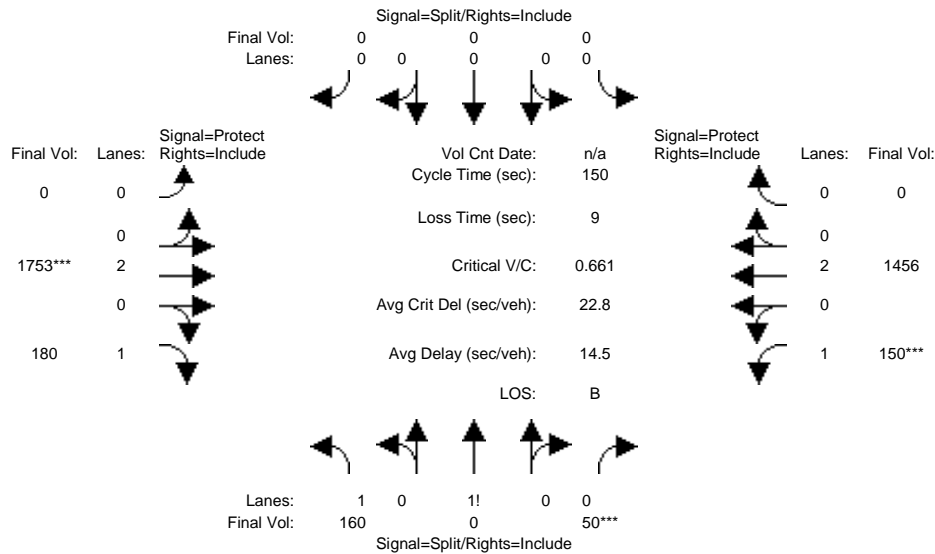 Signal=Split/Rights=Include
Final Vol: 0 0 0
Lanes: 0 0 0 0 0
Signal=Protect
Final Vol: Lanes: Rights=Include Vol Cnt Date: n/a
Signal=Protect
Rights=Include Lanes: Final Vol:
Cycle Time (sec): 150
0 0 0 0
Loss Time (sec): 9
0 0
1753*** 2 Critical V/C: 0.661 2 1456
0 Avg Crit Del (sec/veh): 22.8 0
180 1 Avg Delay (sec/veh): 14.5 1 150***
LOS: B
Lanes: 1 0 1! 0 0
Final Vol: 160 0 50***
Signal=Split/Rights=Include